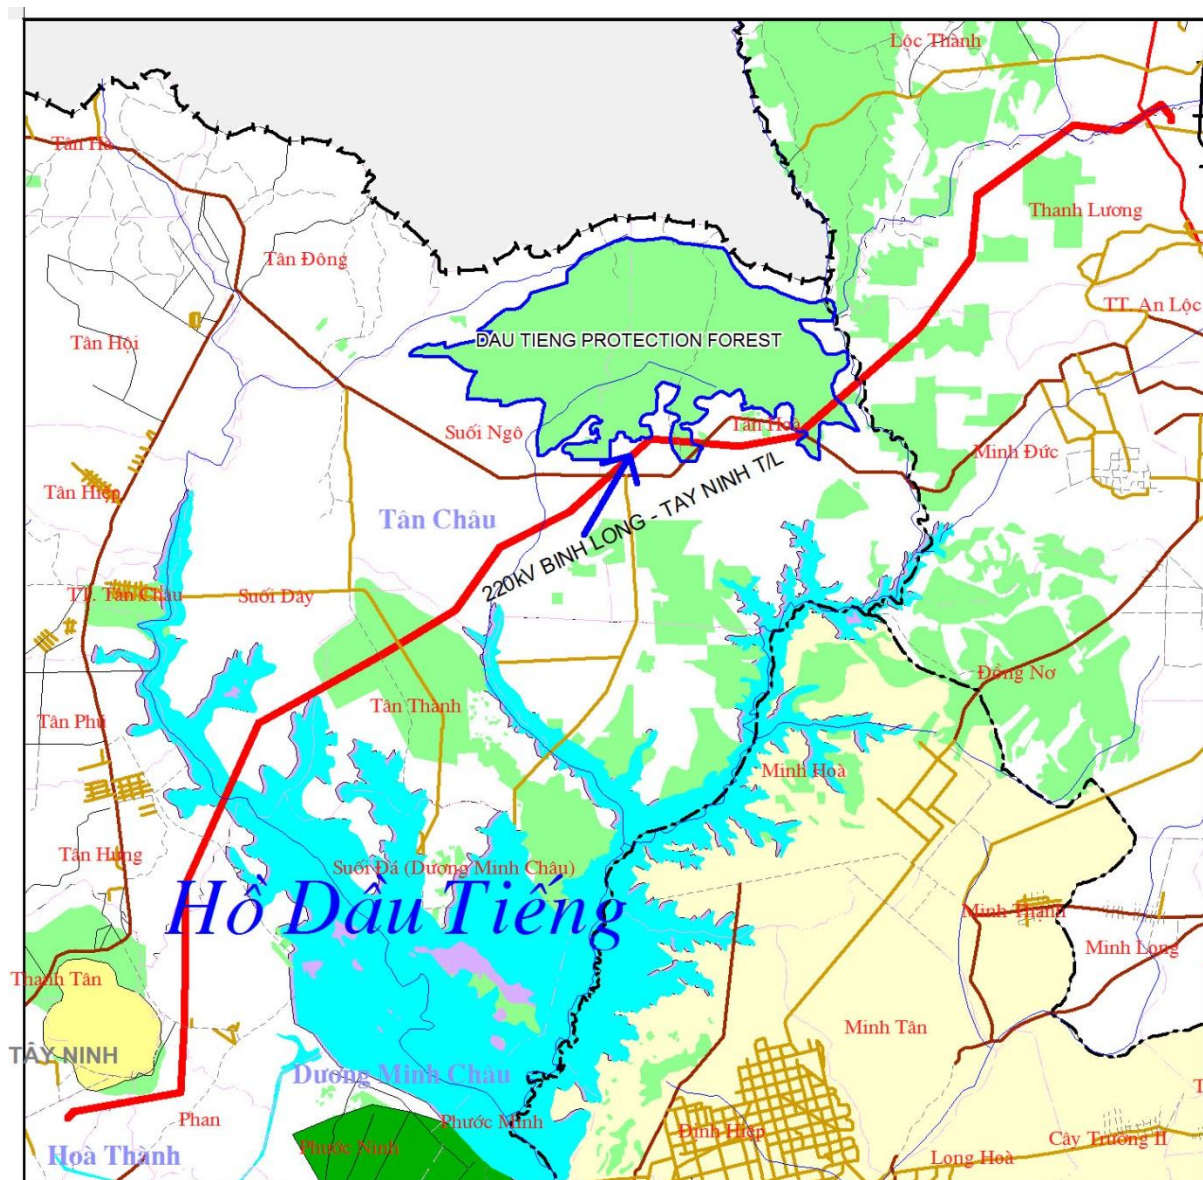 Lộc Thành
Tân Hà
Thanh Lương
Tân Đông
TT. An Lộc
Tân Hội
DAU TIENG PROTECTION FOREST
Tân Hoà
Suối Ngô
Minh Đức
Tân Hiệp
220kV BINH LONG - TAY NINH T/L
Tân Châu
TT. Tân Châu
Suối Dây
Đồng Nơ
Tân Thành
Tân Phú
Minh Hoà
Tân Hưng
Suối Đá (Dương Minh Châu)
Hồ Dầu Tiếng
Minh Thạnh
Minh Long
Thạnh Tân
Minh Tân
TÂY NINH
Dương Minh Châu
Phan
Phước Minh
Phước Ninh
Định Hiệp
Cây Trường II
Hoà Thành
Long Hoà